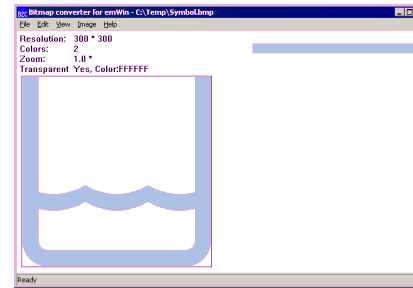 B2C Bitmap converter for emWin - C:\Temp\Symbol.bmp
File Edit View Image Help
Resolution: 300 * 300
Colors: 2
Zoom: 1.0 *
Transparent Yes, Color:FFFFFF
Ready